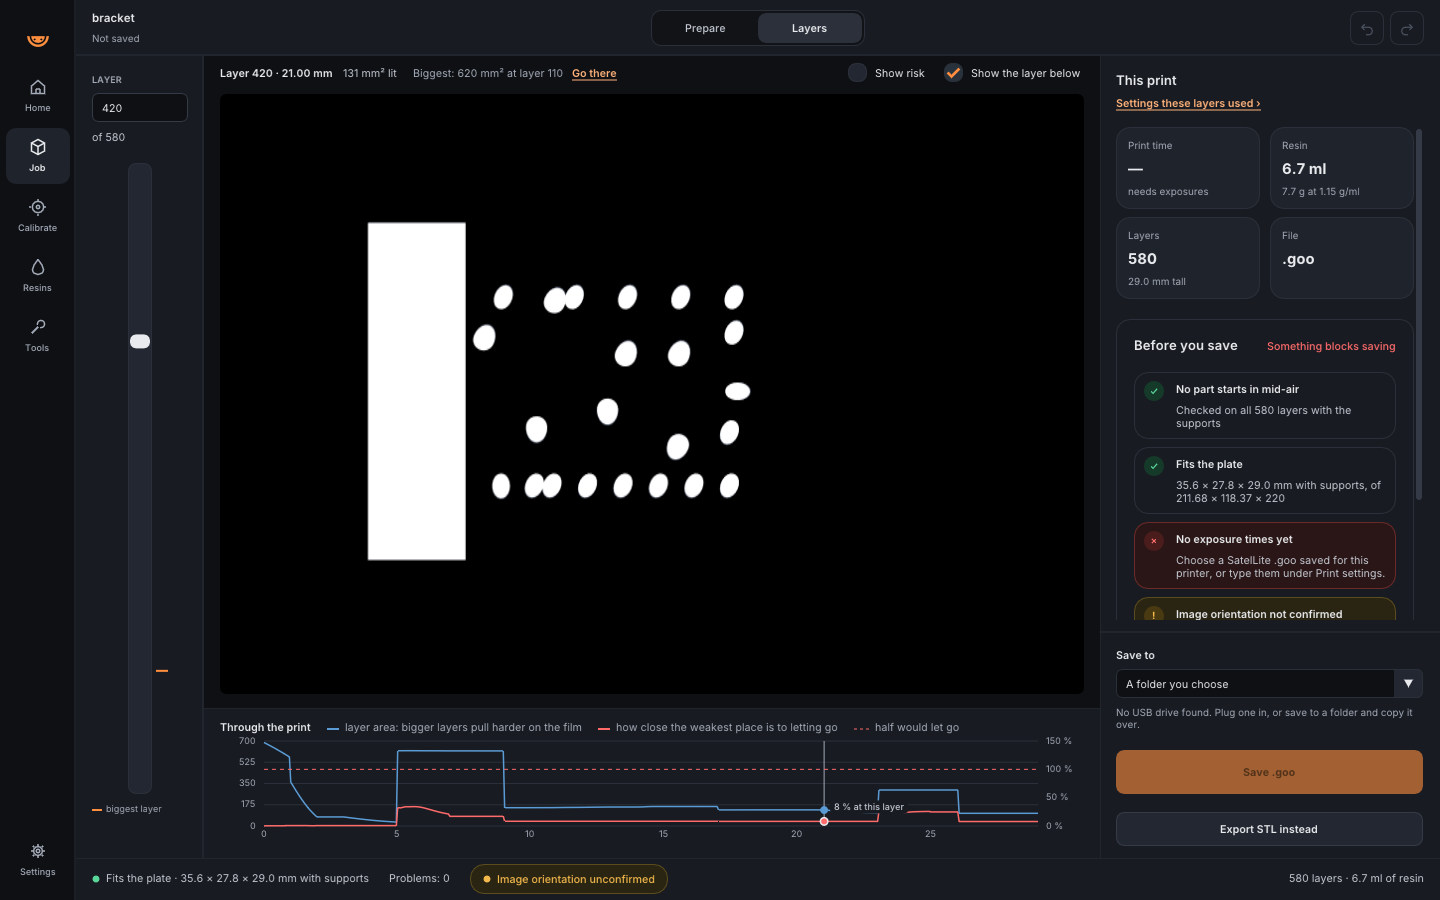 bracket
Not saved
Prepare
Layers
Home
Job
Calibrate
Resins
Tools
Settings
LAYER
420
of 580
biggest layer
Layer 420 · 21.00 mm 131 mm² lit Biggest: 620 mm² at layer 110 Go there
Show risk
Show the layer below
Through the print
layer area: bigger layers pull harder on the film
how close the weakest place is to letting go
half would let go
700
525
350
175
0
150 %
100 %
50 %
0 %
8 % at this layer
0 5 10 15 20 25
This print
Settings these layers used ›
Print time
—
needs exposures
Resin
6.7 ml
7.7 g at 1.15 g/ml
Layers
580
29.0 mm tall
File
.goo
Before you save
Something blocks saving
No part starts in mid-air
Checked on all 580 layers with the
supports
Fits the plate
35.6 × 27.8 × 29.0 mm with supports, of
211.68 × 118.37 × 220
No exposure times yet
Choose a SatelLite .goo saved for this
printer, or type them under Print settings.
Image orientation not confirmed
Save to
A folder you choose
No USB drive found. Plug one in, or save to a folder and copy it
over.
Save .goo
Export STL instead
Fits the plate · 35.6 × 27.8 × 29.0 mm with supports
Problems: 0
Image orientation unconfirmed
580 layers · 6.7 ml of resin